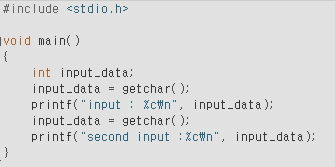 #include <stdio.h>
void main()
{
int input_data;
input_data = getchar();
printf("input : %c₩n", input_data);
input_data = getchar();
printf("second input :%c₩n", input_data);
}